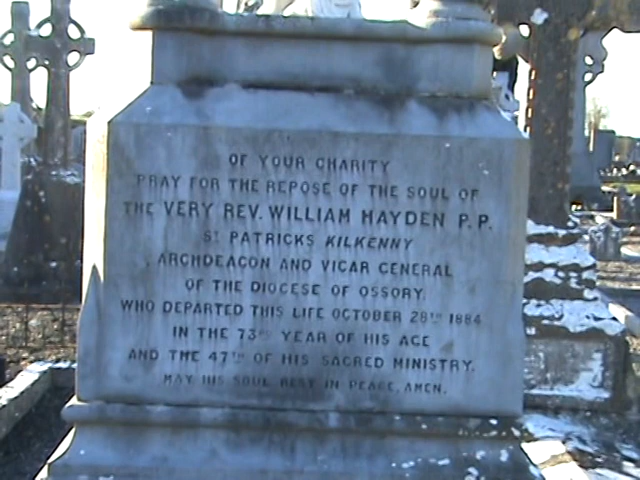 OF YOUR CHARITY
PRAY FOR THE REPOSE OF THE SOUL OF
THE VERY REV. WILLIAM HAYDEN P.P.
ST PATRICKS KILKENNY
ARCHDEACON AND VICAR GENERAL
OF THE DIOCESE OF OSSORY,
WHO DEPARTED THIS LIFE OCTOBER 28TH 1884
IN THE 73RD YEAR OF HIS AGE
AND THE 47TH OF HIS SACRED MINISTRY.
MAY HIS SOUL REST IN PEACE, AMEN.